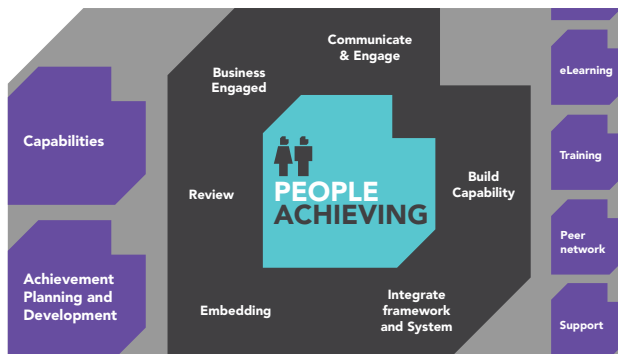 Capabilities
Achievement
Planning and
Development
Communicate
& Engage
Business
Engaged
Review
PEOPLE
ACHIEVING
Build
Capability
Embedding
Integrate
framework
and System
eLearning
Training
Peer
network
Support